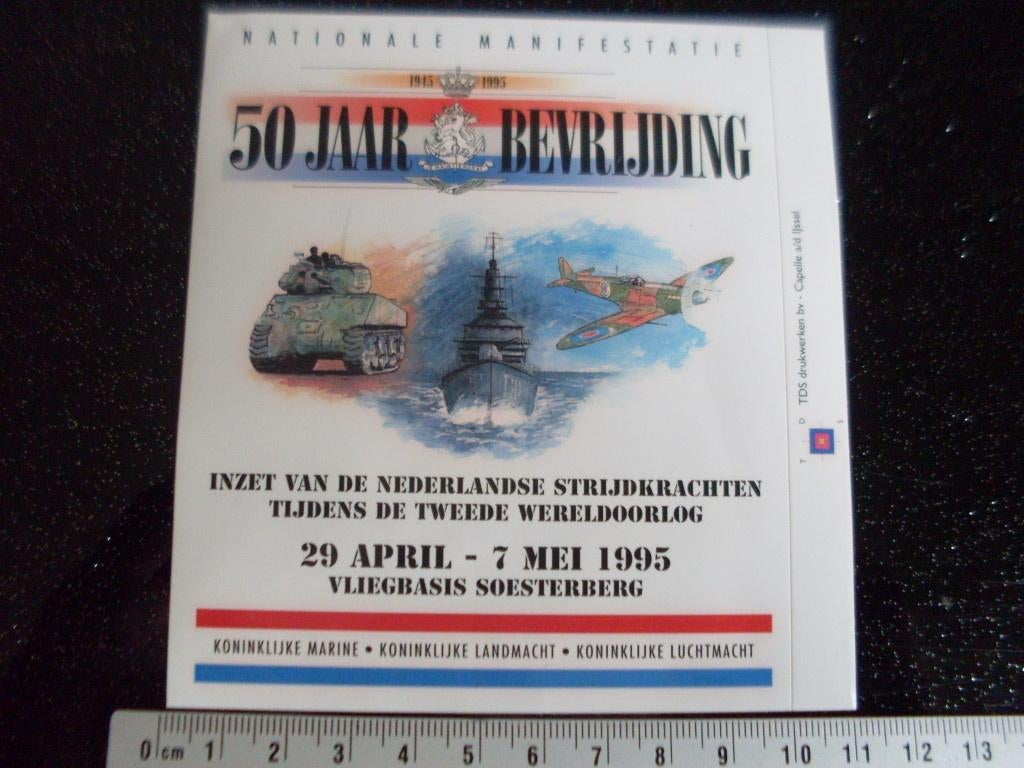 NATIONALE MANIFESTATIE
1945 1995
50 JAAR BEVRIJDING
INZET VAN DE NEDERLANDSE STRIJDKRACHTEN
TIJDENS DE TWEEDE WERELDOORLOG
29 APRIL - 7 MEI 1995
VLIEGBASIS SOESTERBERG
KONINKLIJKE MARINE • KONINKLIJKE LANDMACHT • KONINKLIJKE LUCHTMACHT
T D S
TDS drukwerken bv - Capelle a/d IJssel
0 cm 1 2 3 4 5 6 7 8 9 10 11 12 13